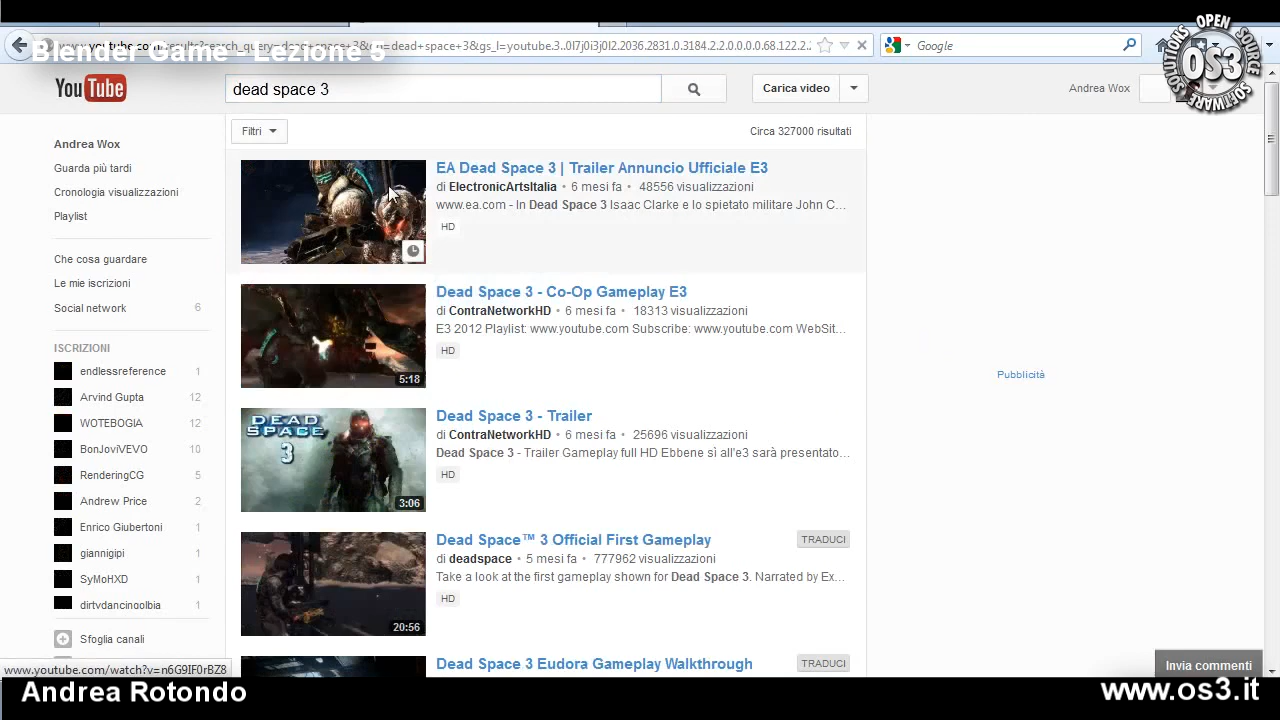 Blender Game - Lezione 5
Google
OPEN SOURCE SOFTWARE SOLUTIONS
OS3
YouTube
dead space 3
Carica video
Andrea Wox
Filtri
Circa 327000 risultati
Andrea Wox
Guarda più tardi
Cronologia visualizzazioni
Playlist
Che cosa guardare
Le mie iscrizioni
Social network 6
ISCRIZIONI
endlessreference 1
Arvind Gupta 12
WOTEBOGIA 12
BonJoviVEVO 10
RenderingCG 5
Andrew Price 2
Enrico Giubertoni 1
giannigipi 1
SyMoHXD 1
dirtydancingolbia 1
Sfoglia canali
EA Dead Space 3 | Trailer Annuncio Ufficiale E3
di ElectronicArtsItalia • 6 mesi fa • 48556 visualizzazioni
www.ea.com - In Dead Space 3 Isaac Clarke e lo spietato militare John C...
HD
Dead Space 3 - Co-Op Gameplay E3
di ContraNetworkHD • 6 mesi fa • 18313 visualizzazioni
E3 2012 Playlist: www.youtube.com Subscribe: www.youtube.com WebSit...
HD
5:18
Dead Space 3 - Trailer
di ContraNetworkHD • 6 mesi fa • 25696 visualizzazioni
Dead Space 3 - Trailer Gameplay full HD Ebbene sì all'e3 sarà presentato...
HD
DEAD
SPACE
3
3:06
Dead Space™ 3 Official First Gameplay
TRADUCI
di deadspace • 5 mesi fa • 777962 visualizzazioni
Take a look at the first gameplay shown for Dead Space 3. Narrated by Ex...
HD
20:56
Dead Space 3 Eudora Gameplay Walkthrough
TRADUCI
Pubblicità
Invia commenti
www.youtube.com/watch?v=n6G9IF0rBZ8
Andrea Rotondo
www.os3.it